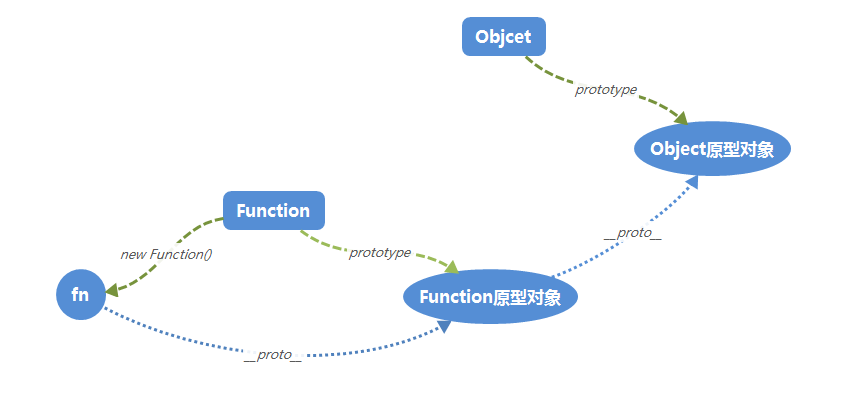 Objcet
prototype
Object原型对象
Function
__proto__
new Function()
prototype
fn
Function原型对象
__proto__